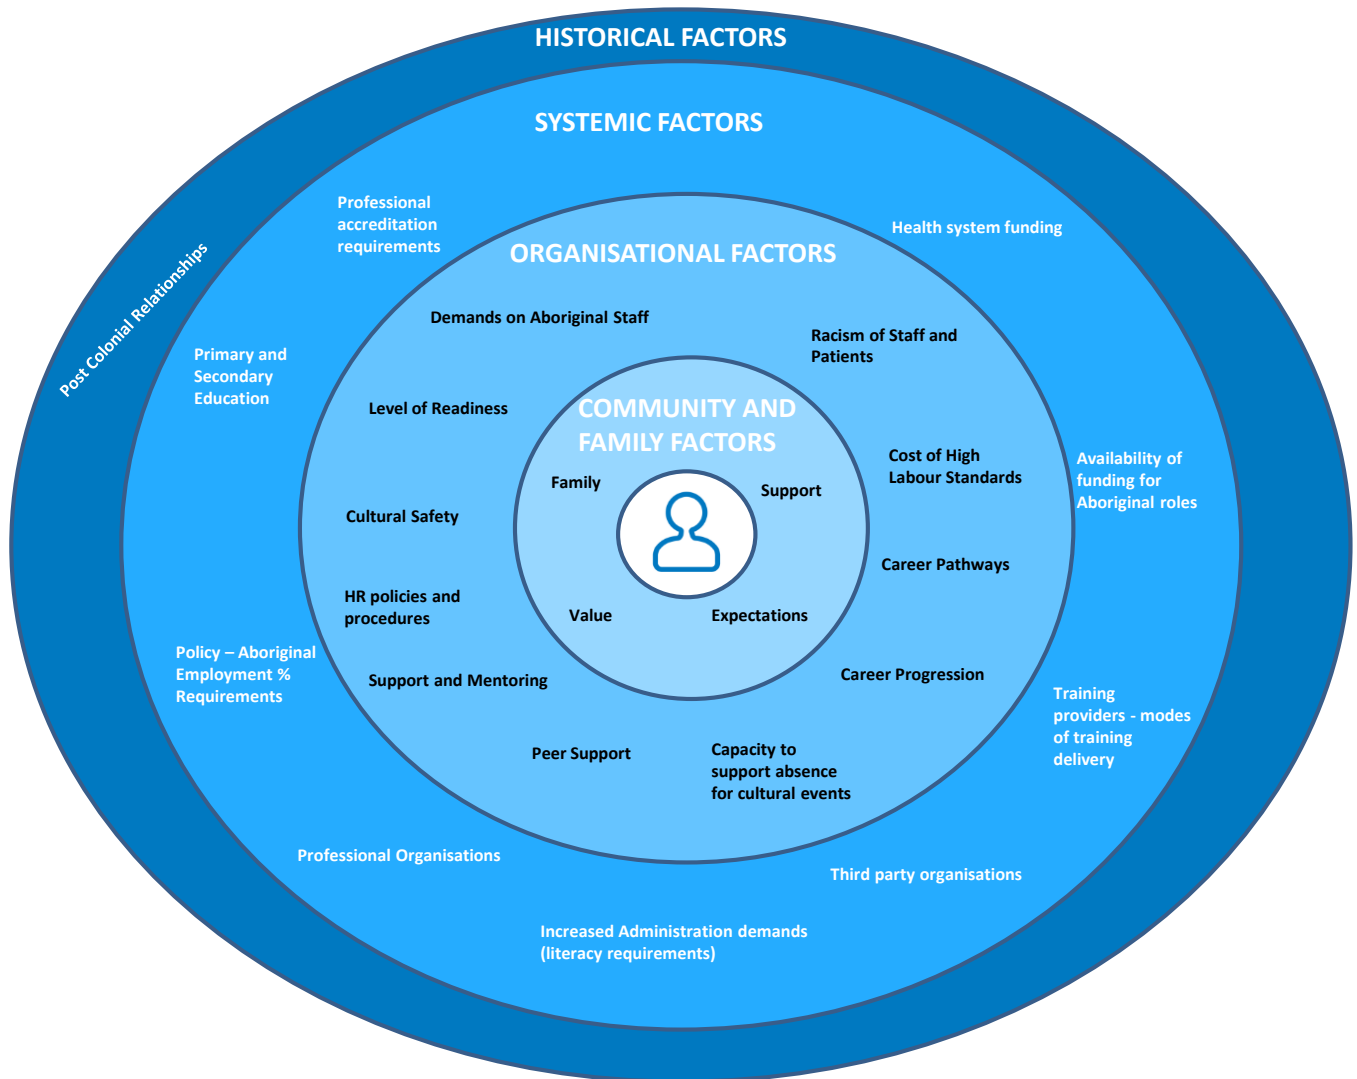 HISTORICAL FACTORS
SYSTEMIC FACTORS
Professional
accreditation
requirements
Health system funding
Post Colonial Relationships
ORGANISATIONAL FACTORS
Demands on Aboriginal Staff
Racism of Staff and
Patients
Primary and
Secondary
Education
Level of Readiness
COMMUNITY AND
FAMILY FACTORS
Cost of High
Labour Standards
Availability of
funding for
Aboriginal roles
Family
Support
Cultural Safety
Career Pathways
HR policies and
procedures
Value
Expectations
Policy – Aboriginal
Employment %
Requirements
Support and Mentoring
Career Progression
Training
providers - modes
of training
delivery
Peer Support
Capacity to
support absence
for cultural events
Professional Organisations
Third party organisations
Increased Administration demands
(literacy requirements)